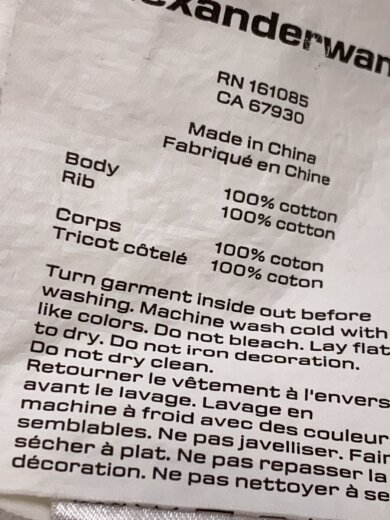 exanderwan
RN 161085
CA 67930
Made in China
Fabriqué en Chine
Body 100% cotton
Rib 100% cotton
Corps 100% coton
Tricot côtelé 100% coton
Turn garment inside out before
washing. Machine wash cold with
like colors. Do not bleach. Lay flat
to dry. Do not iron decoration.
Do not dry clean.
Retourner le vêtement à l'envers
avant le lavage. Lavage en
machine à froid avec des couleur
semblables. Ne pas javelliser. Fair
sécher à plat. Ne pas repasser la
décoration. Ne pas nettoyer à se